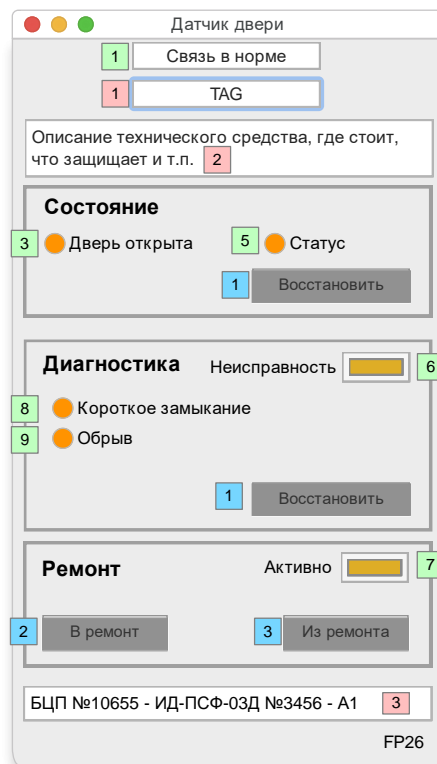 Датчик двери
1 Связь в норме
1 TAG
Описание технического средства, где стоит,
что защищает и т.п. 2
Состояние
3 Дверь открыта 5 Статус
1 Восстановить
Диагностика Неисправность 6
8 Короткое замыкание
9 Обрыв
1 Восстановить
Ремонт Активно 7
2 В ремонт 3 Из ремонта
БЦП №10655 - ИД-ПСФ-03Д №3456 - А1 3
FP26